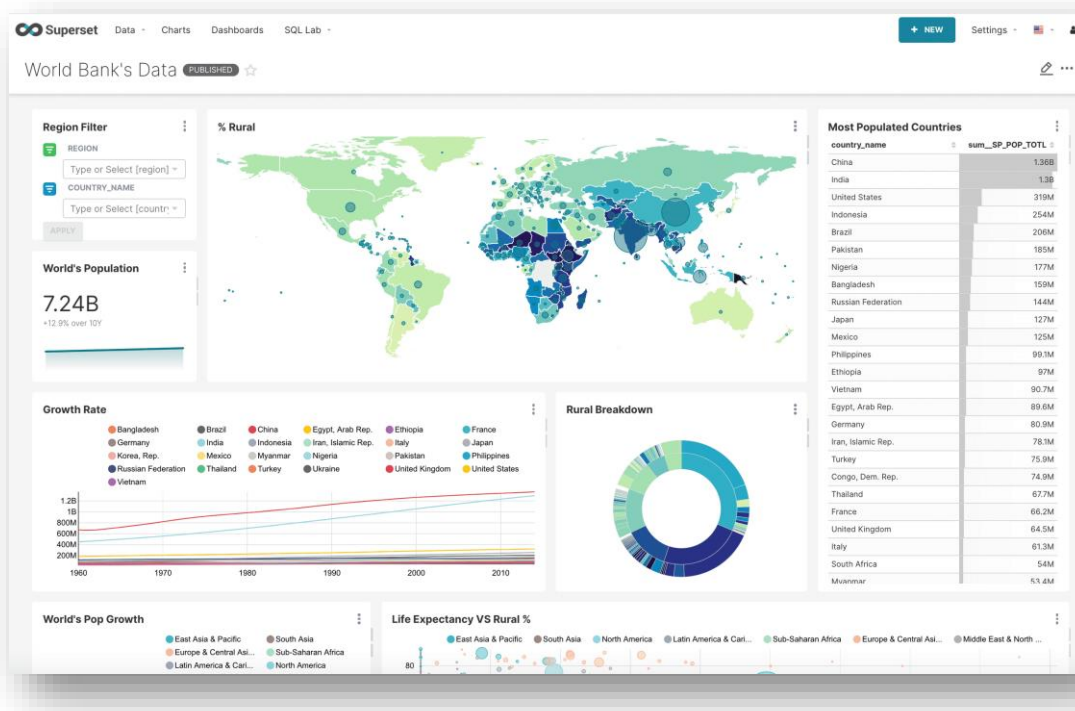 Superset Data Charts Dashboards SQL Lab + NEW Settings
World Bank's Data PUBLISHED
Region Filter
REGION
Type or Select [region]
COUNTRY_NAME
Type or Select [country
APPLY
World's Population
7.24B
+12.9% over 10Y
% Rural
Most Populated Countries
country_name sum__SP_POP_TOTL
China 1.36B
India 1.3B
United States 319M
Indonesia 254M
Brazil 206M
Pakistan 185M
Nigeria 177M
Bangladesh 159M
Russian Federation 144M
Japan 127M
Mexico 125M
Philippines 99.1M
Ethiopia 97M
Vietnam 90.7M
Egypt, Arab Rep. 89.6M
Germany 80.9M
Iran, Islamic Rep. 78.1M
Turkey 75.9M
Congo, Dem. Rep. 74.9M
Thailand 67.7M
France 66.2M
United Kingdom 64.5M
Italy 61.3M
South Africa 54M
Myanmar 53.4M
Growth Rate
Bangladesh Brazil China Egypt, Arab Rep. Ethiopia France
Germany India Indonesia Iran, Islamic Rep. Italy Japan
Korea, Rep. Mexico Myanmar Nigeria Pakistan Philippines
Russian Federation Thailand Turkey Ukraine United Kingdom United States
Vietnam
1.2B
1B
800M
600M
400M
200M
1960 1970 1980 1990 2000 2010
Rural Breakdown
World's Pop Growth
East Asia & Pacific South Asia
Europe & Central Asi... Sub-Saharan Africa
Latin America & Cari... North America
Life Expectancy VS Rural %
East Asia & Pacific South Asia North America Latin America & Cari... Sub-Saharan Africa Europe & Central Asi... Middle East & North ...
80